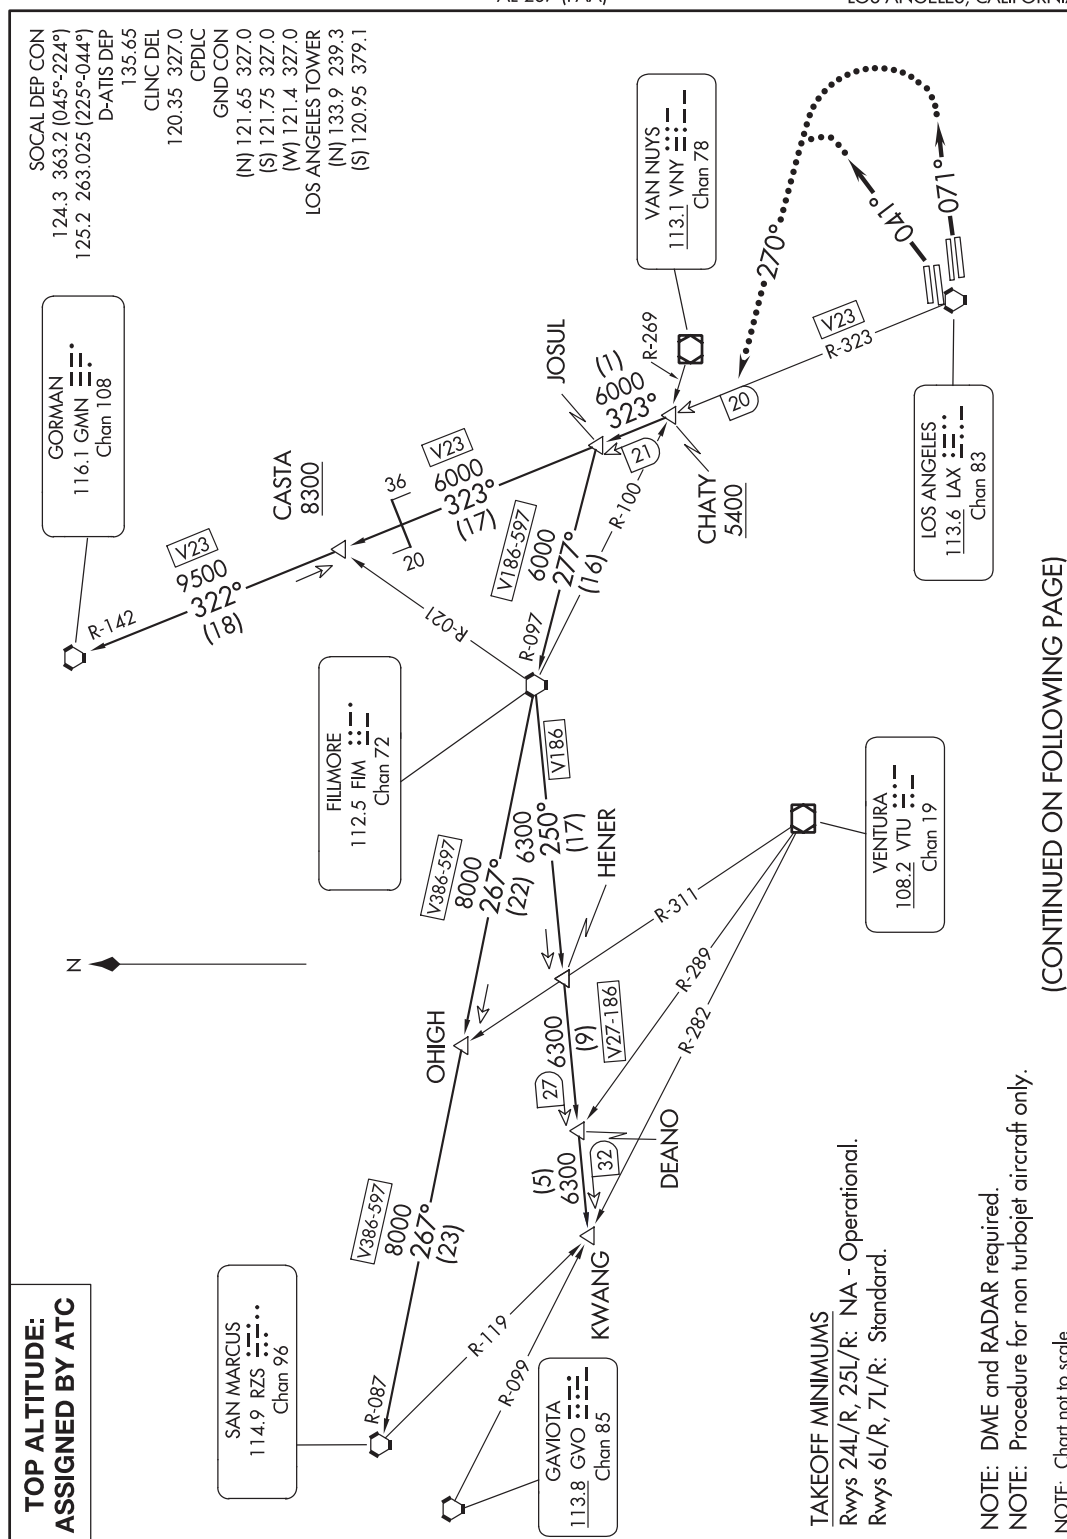 TOP ALTITUDE:
ASSIGNED BY ATC
SOCAL DEP CON
124.3 363.2 (045°-224°)
125.2 263.025 (225°-044°)
D-ATIS DEP
135.65
CLNC DEL
120.35 327.0
CPDLC
GND CON
(N) 121.65 327.0
(S) 121.75 327.0
(W) 121.4 327.0
LOS ANGELES TOWER
(N) 133.9 239.3
(S) 120.95 379.1
GORMAN
116.1 GMN
Chan 108
R-142
V23
9500
322°
(18)
CASTA
8300
36
20
V23
6000
323°
(17)
R-021
JOSUL
(1)
6000
323°
21
R-269
VAN NUYS
113.1 VNY
Chan 78
CHATY
5400
20
V23
R-323
270°
041°
071°
LOS ANGELES
113.6 LAX
Chan 83
V186-597
6000
277°
(16)
R-097
R-100
FILLMORE
112.5 FIM
Chan 72
N
V386-597
8000
267°
(22)
V186
6300
250°
(17)
HENER
OHIGH
V27-186
6300
(9)
27
DEANO
(5)
6300
32
KWANG
R-311
R-289
R-282
VENTURA
108.2 VTU
Chan 19
V386-597
8000
267°
(23)
R-087
SAN MARCUS
114.9 RZS
Chan 96
R-119
R-099
GAVIOTA
113.8 GVO
Chan 85
TAKEOFF MINIMUMS
Rwys 24L/R, 25L/R: NA - Operational.
Rwys 6L/R, 7L/R: Standard.
NOTE: DME and RADAR required.
NOTE: Procedure for non turbojet aircraft only.
NOTE: Chart not to scale
(CONTINUED ON FOLLOWING PAGE)